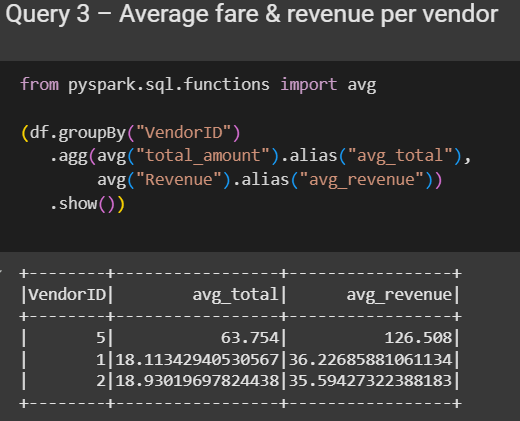 Query 3 – Average fare & revenue per vendor
from pyspark.sql.functions import avg
(df.groupBy("VendorID")
   .agg(avg("total_amount").alias("avg_total"),
        avg("Revenue").alias("avg_revenue"))
   .show())
+--------+-----------------+-----------------+
|VendorID|        avg_total|      avg_revenue|
+--------+-----------------+-----------------+
|       5|           63.754|          126.508|
|       1|18.11342940530567|36.22685881061134|
|       2|18.93019697824438|35.59427322388183|
+--------+-----------------+-----------------+